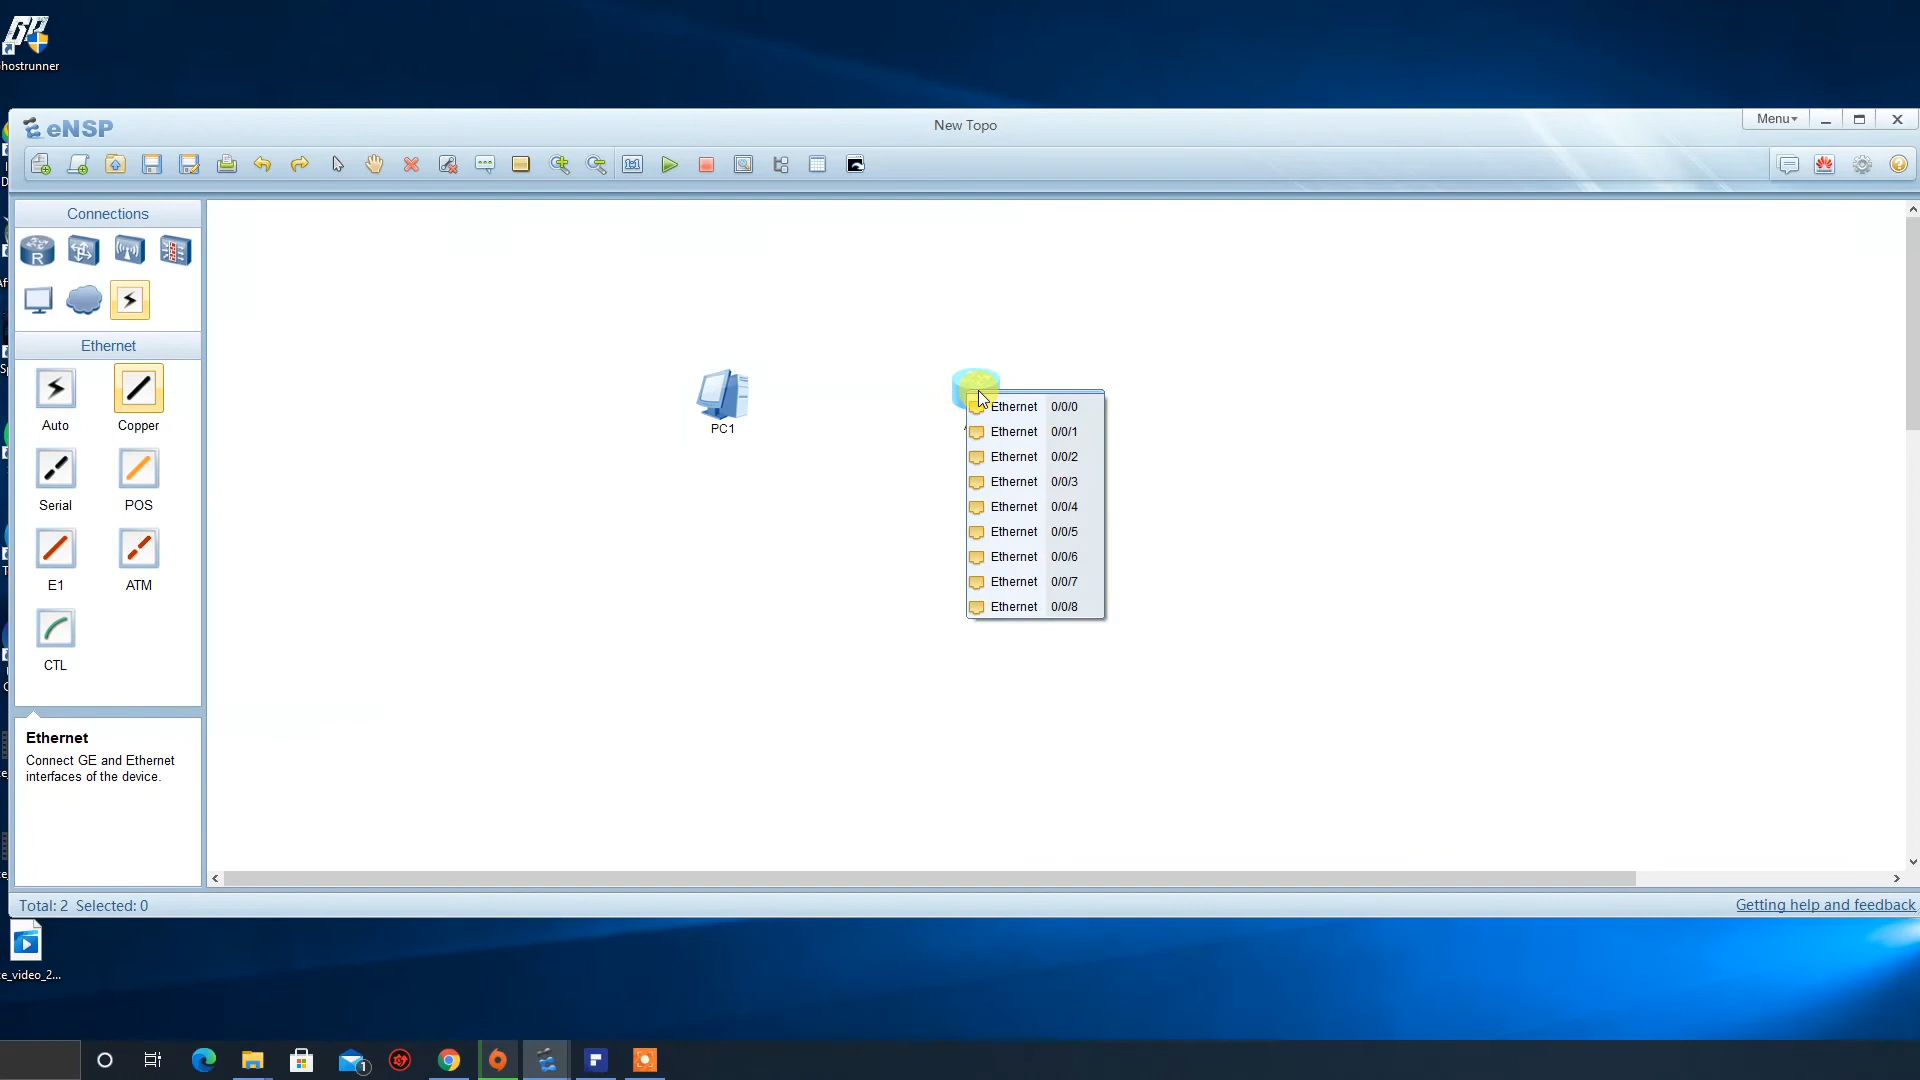 hostrunner
eNSP
New Topo
Menu
Connections
R
Ethernet
Auto
Copper
Serial
POS
E1
ATM
CTL
Ethernet
Connect GE and Ethernet
interfaces of the device.
PC1
Ethernet 0/0/0
Ethernet 0/0/1
Ethernet 0/0/2
Ethernet 0/0/3
Ethernet 0/0/4
Ethernet 0/0/5
Ethernet 0/0/6
Ethernet 0/0/7
Ethernet 0/0/8
Total: 2 Selected: 0
Getting help and feedback
e_video_2...
1